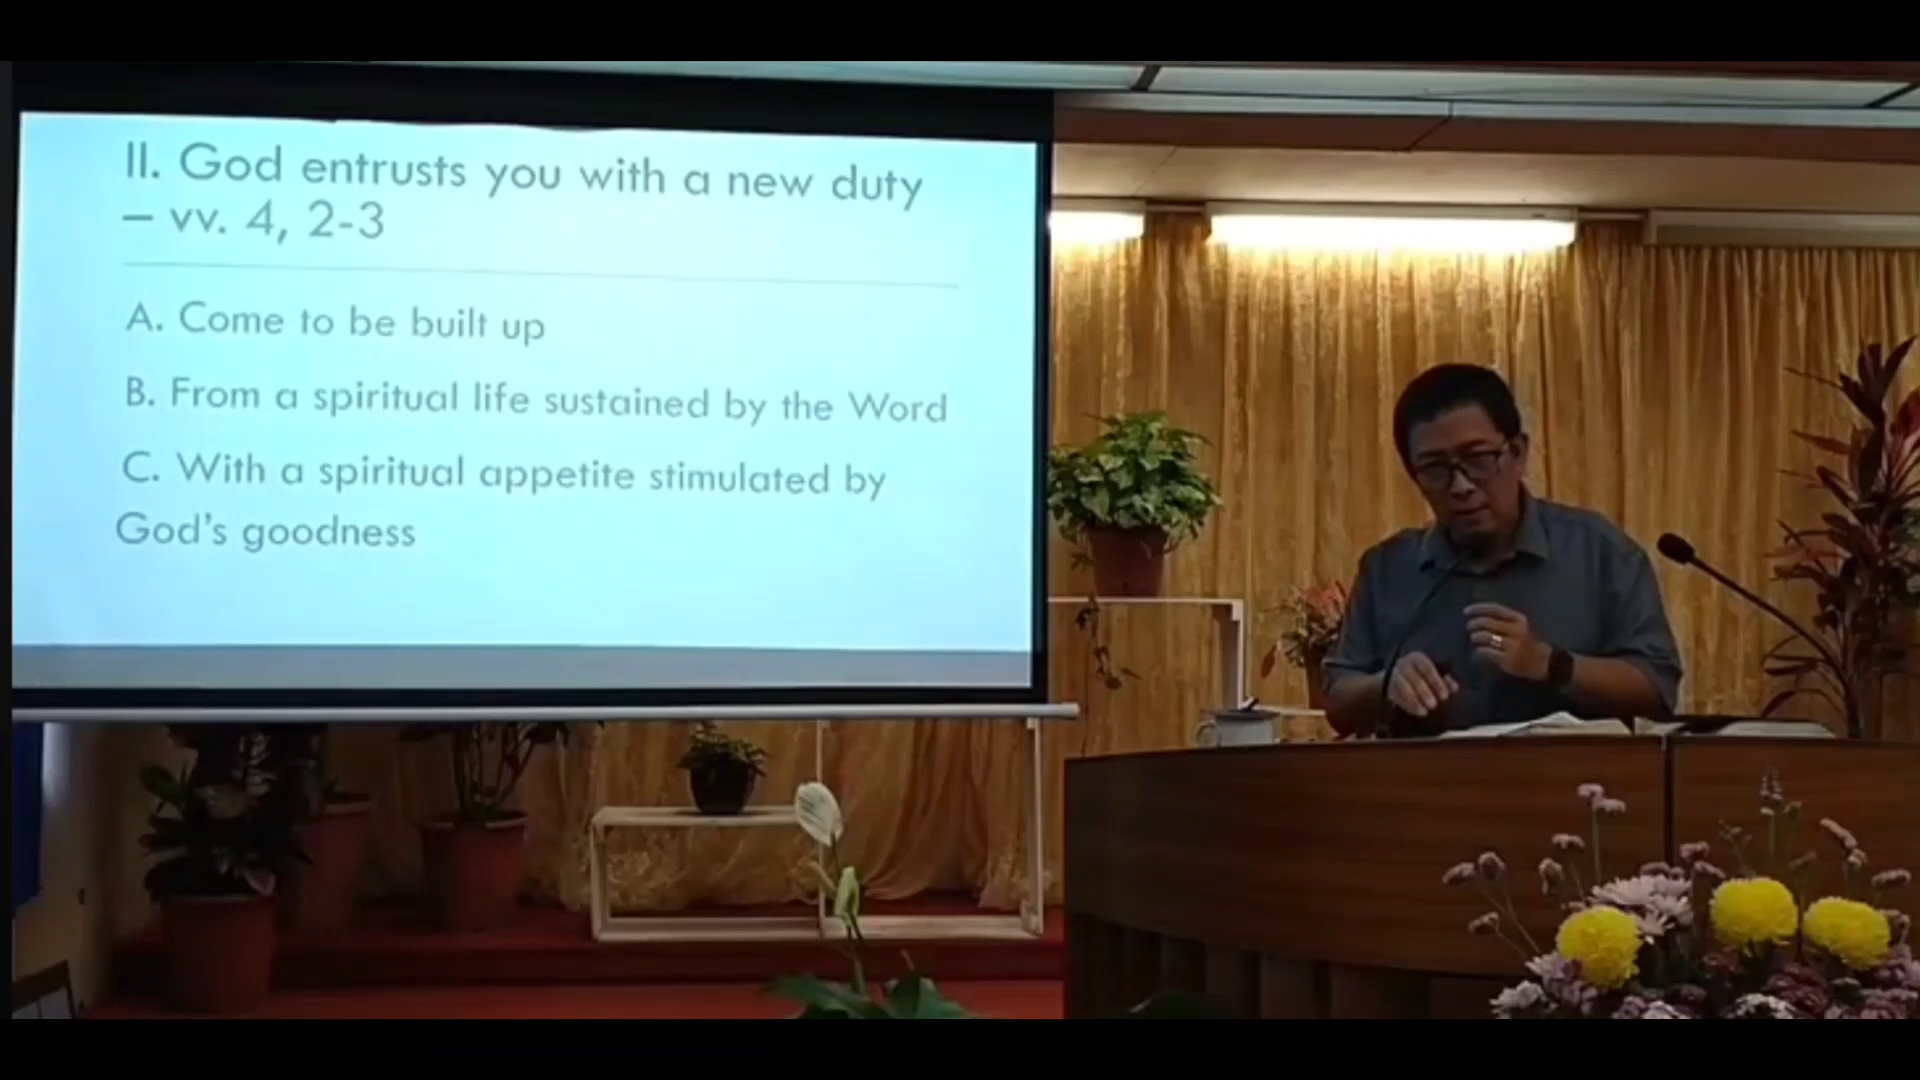 II. God entrusts you with a new duty
– vv. 4, 2-3
A. Come to be built up
B. From a spiritual life sustained by the Word
C. With a spiritual appetite stimulated by
God's goodness